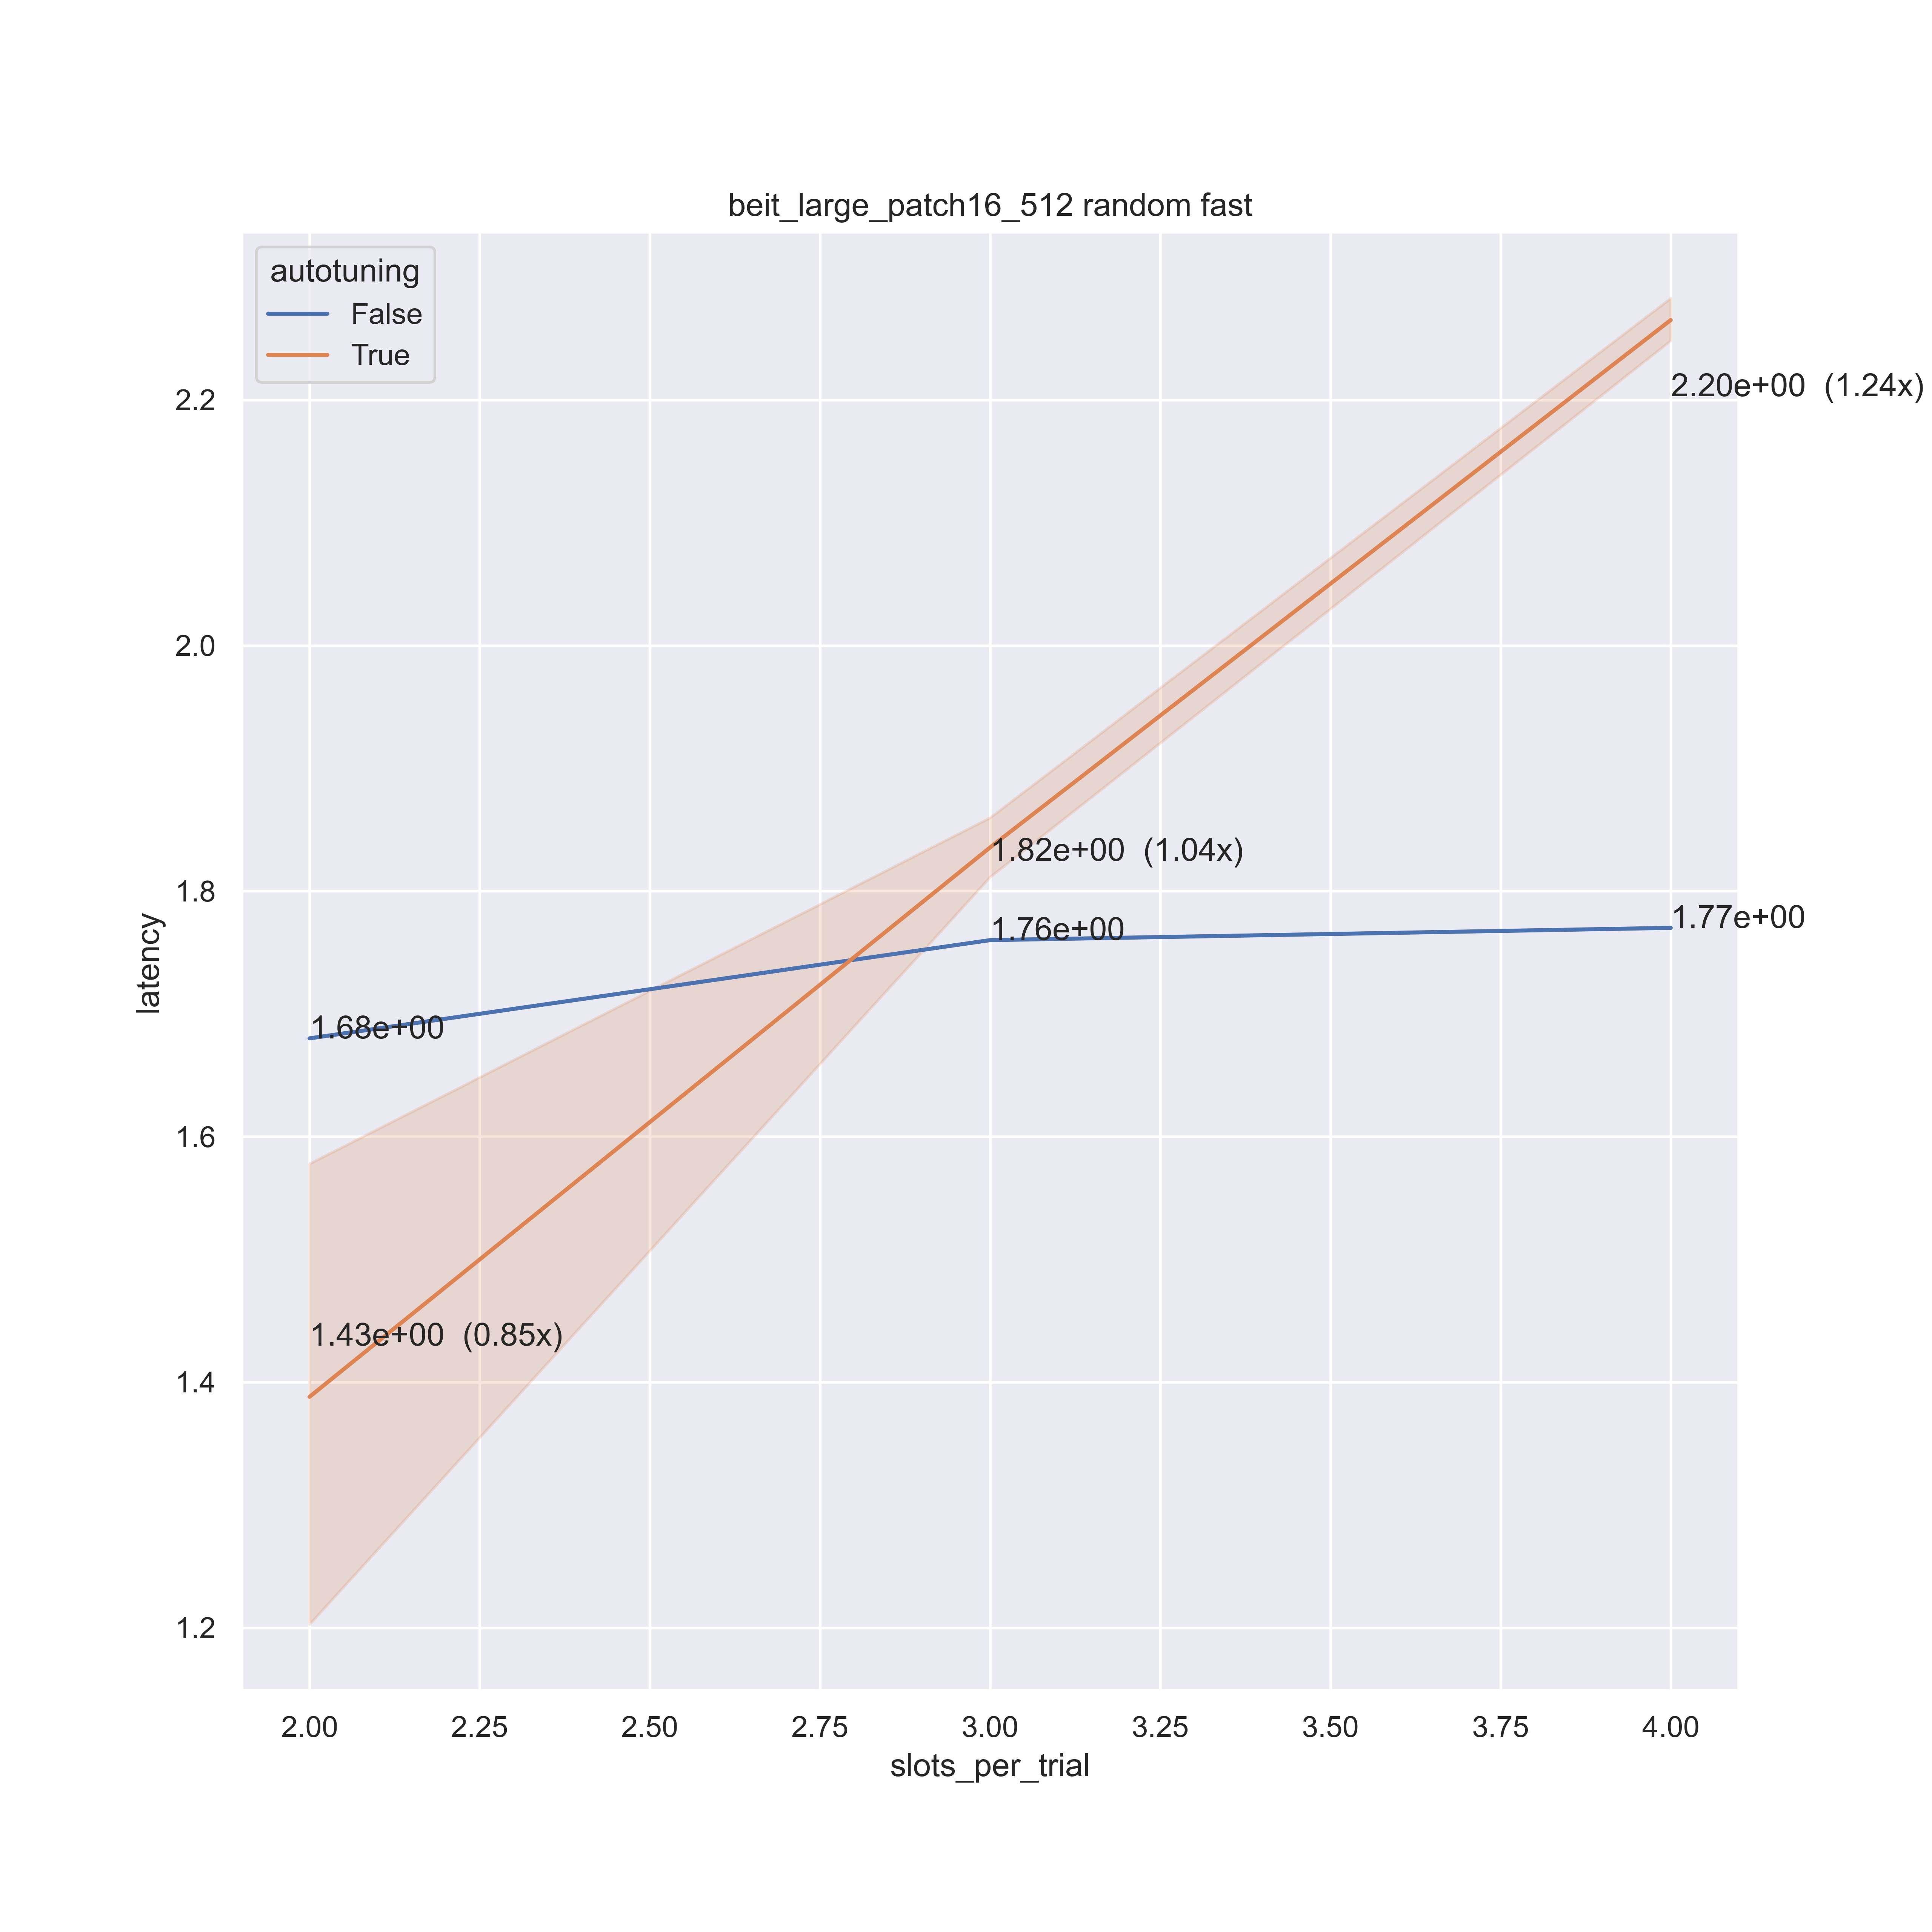 beit_large_patch16_512 random fast
autotuning
False
True
2.2
2.0
1.8
1.6
1.4
1.2
latency
2.20e+00 (1.24x)
1.82e+00 (1.04x)
1.76e+00
1.77e+00
1.68e+00
1.43e+00 (0.85x)
2.00 2.25 2.50 2.75 3.00 3.25 3.50 3.75 4.00
slots_per_trial